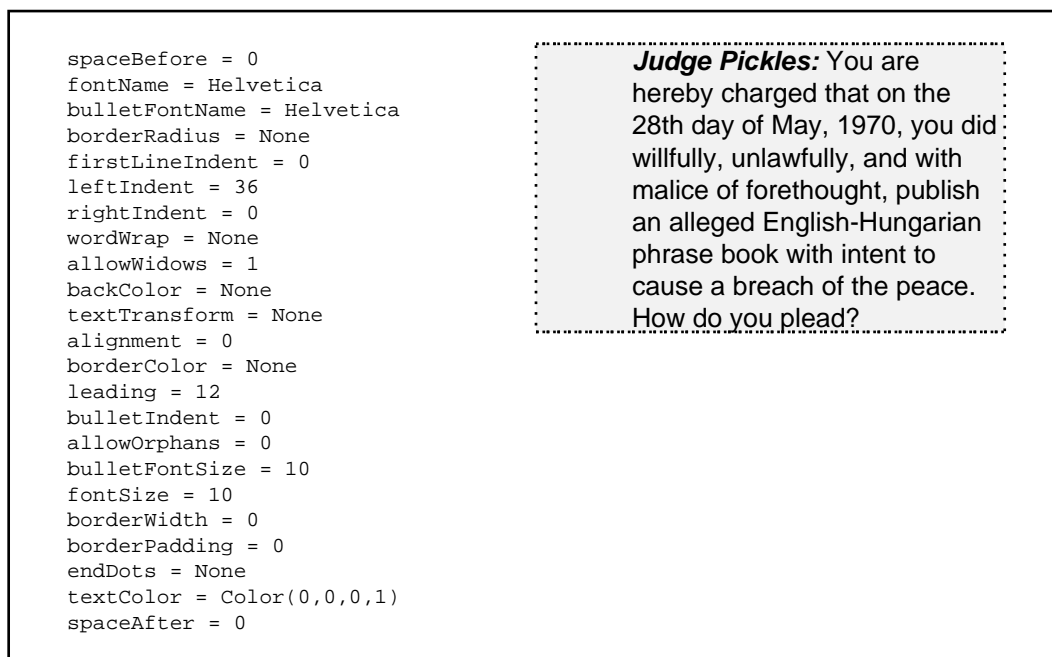 spaceBefore = 0
fontName = Helvetica
bulletFontName = Helvetica
borderRadius = None
firstLineIndent = 0
leftIndent = 36
rightIndent = 0
wordWrap = None
allowWidows = 1
backColor = None
textTransform = None
alignment = 0
borderColor = None
leading = 12
bulletIndent = 0
allowOrphans = 0
bulletFontSize = 10
fontSize = 10
borderWidth = 0
borderPadding = 0
endDots = None
textColor = Color(0,0,0,1)
spaceAfter = 0
Judge Pickles: You are
hereby charged that on the
28th day of May, 1970, you did
willfully, unlawfully, and with
malice of forethought, publish
an alleged English-Hungarian
phrase book with intent to
cause a breach of the peace.
How do you plead?